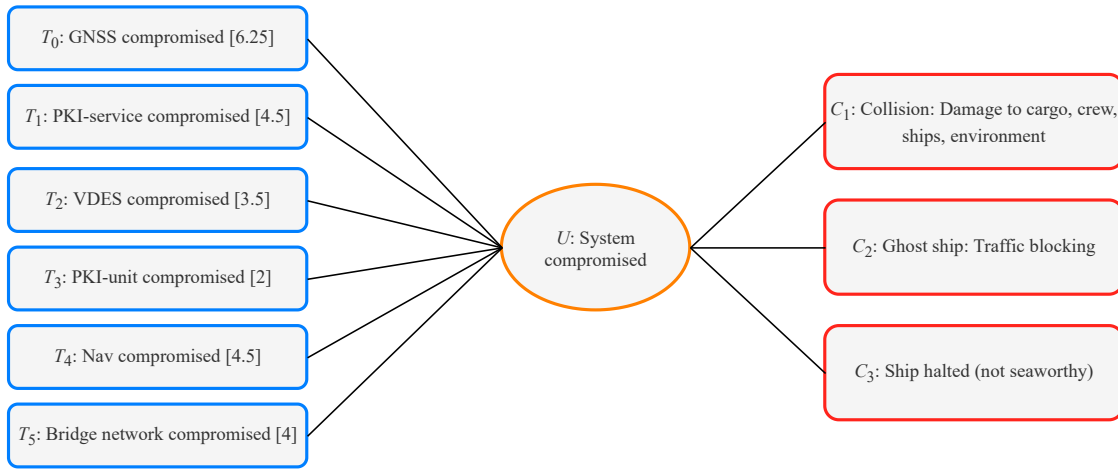 T0: GNSS compromised [6.25]
T1: PKI-service compromised [4.5]
T2: VDES compromised [3.5]
T3: PKI-unit compromised [2]
T4: Nav compromised [4.5]
T5: Bridge network compromised [4]
U: System
compromised
C1: Collision: Damage to cargo, crew,
ships, environment
C2: Ghost ship: Traffic blocking
C3: Ship halted (not seaworthy)